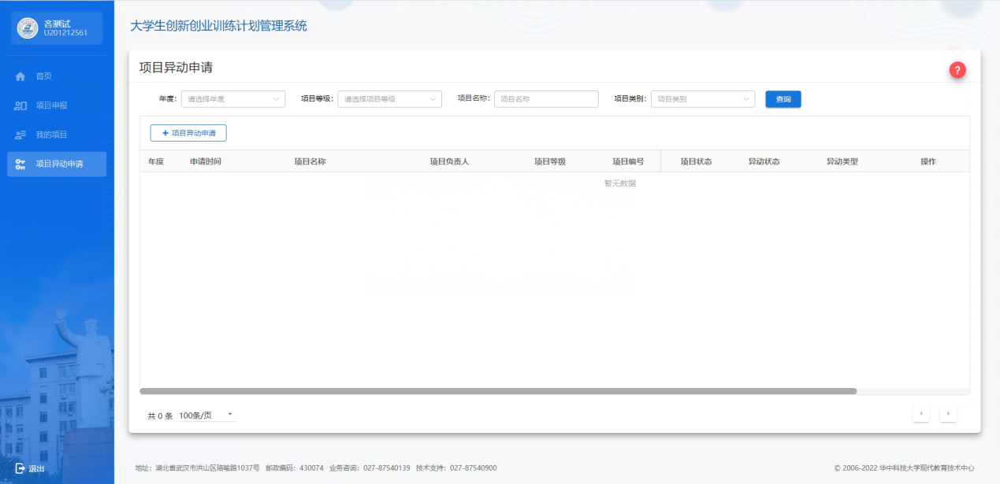 吝测试
U201212561
大学生创新创业训练计划管理系统
首页
项目申报
我的项目
项目异动申请
退出
项目异动申请
?
年度: 请选择年度 项目等级: 请选择项目等级 项目名称: 项目名称 项目类别: 项目类别 查询
+ 项目异动申请
年度 申请时间 项目名称 项目负责人 项目等级 项目编号 项目状态 异动状态 异动类型 操作
暂无数据
共 0 条 100条/页
地址: 湖北省武汉市洪山区珞喻路1037号 邮政编码: 430074 业务咨询: 027-87540139 技术支持: 027-87540900
© 2006-2022 华中科技大学现代教育技术中心